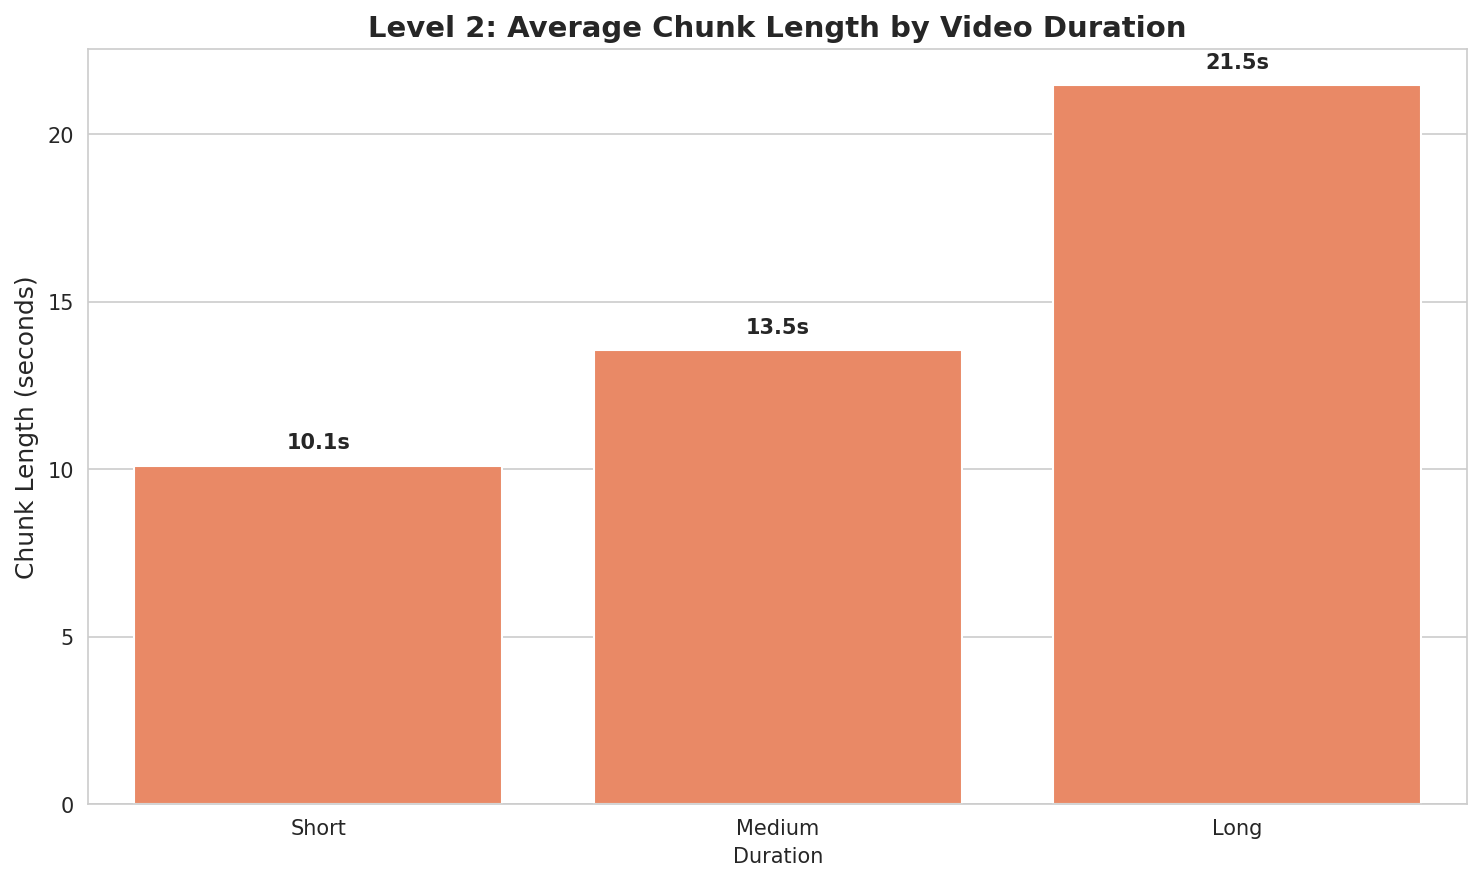 Level 2: Average Chunk Length by Video Duration
21.5s
20
15
13.5s
10.1s
10
5
0
Chunk Length (seconds)
Short
Medium
Long
Duration